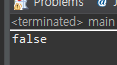 Problems
<terminated> main
false